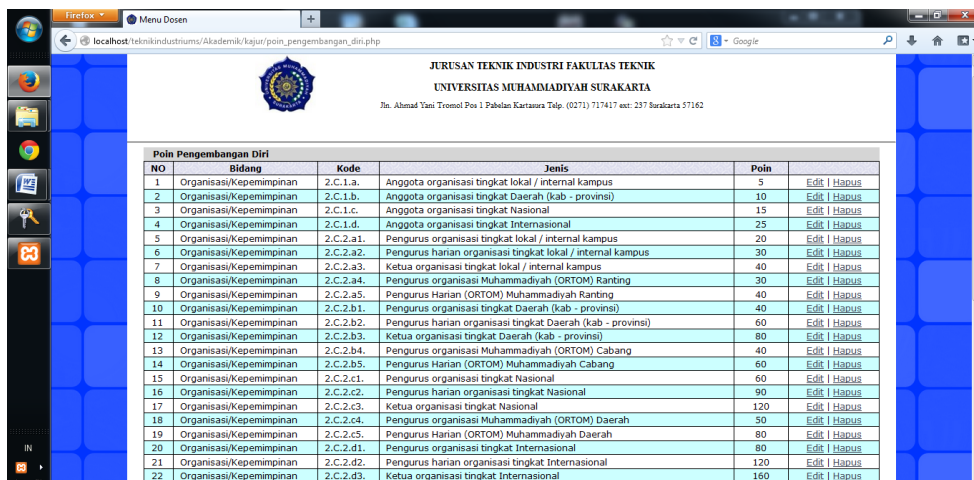 Firefox
Menu Dosen
localhost/teknikindustriums/Akademik/kajur/poin_pengembangan_diri.php
Google
JURUSAN TEKNIK INDUSTRI FAKULTAS TEKNIK
UNIVERSITAS MUHAMMADIYAH SURAKARTA
Jln. Ahmad Yani Tromol Pos 1 Pabelan Kartasura Telp. (0271) 717417 ext: 237 Surakarta 57162
Poin Pengembangan Diri
NO Bidang Kode Jenis Poin
1 Organisasi/Kepemimpinan 2.C.1.a. Anggota organisasi tingkat lokal / internal kampus 5 Edit | Hapus
2 Organisasi/Kepemimpinan 2.C.1.b. Anggota organisasi tingkat Daerah (kab - provinsi) 10 Edit | Hapus
3 Organisasi/Kepemimpinan 2.C.1.c. Anggota organisasi tingkat Nasional 15 Edit | Hapus
4 Organisasi/Kepemimpinan 2.C.1.d. Anggota organisasi tingkat Internasional 25 Edit | Hapus
5 Organisasi/Kepemimpinan 2.C.2.a1. Pengurus organisasi tingkat lokal / internal kampus 20 Edit | Hapus
6 Organisasi/Kepemimpinan 2.C.2.a2. Pengurus harian organisasi tingkat lokal / internal kampus 30 Edit | Hapus
7 Organisasi/Kepemimpinan 2.C.2.a3. Ketua organisasi tingkat lokal / internal kampus 40 Edit | Hapus
8 Organisasi/Kepemimpinan 2.C.2.a4. Pengurus organisasi Muhammadiyah (ORTOM) Ranting 30 Edit | Hapus
9 Organisasi/Kepemimpinan 2.C.2.a5. Pengurus Harian (ORTOM) Muhammadiyah Ranting 40 Edit | Hapus
10 Organisasi/Kepemimpinan 2.C.2.b1. Pengurus organisasi tingkat Daerah (kab - provinsi) 40 Edit | Hapus
11 Organisasi/Kepemimpinan 2.C.2.b2. Pengurus harian organisasi tingkat Daerah (kab - provinsi) 60 Edit | Hapus
12 Organisasi/Kepemimpinan 2.C.2.b3. Ketua organisasi tingkat Daerah (kab - provinsi) 80 Edit | Hapus
13 Organisasi/Kepemimpinan 2.C.2.b4. Pengurus organisasi Muhammadiyah (ORTOM) Cabang 40 Edit | Hapus
14 Organisasi/Kepemimpinan 2.C.2.b5. Pengurus Harian (ORTOM) Muhammadiyah Cabang 60 Edit | Hapus
15 Organisasi/Kepemimpinan 2.C.2.c1. Pengurus organisasi tingkat Nasional 60 Edit | Hapus
16 Organisasi/Kepemimpinan 2.C.2.c2. Pengurus harian organisasi tingkat Nasional 90 Edit | Hapus
17 Organisasi/Kepemimpinan 2.C.2.c3. Ketua organisasi tingkat Nasional 120 Edit | Hapus
18 Organisasi/Kepemimpinan 2.C.2.c4. Pengurus organisasi Muhammadiyah (ORTOM) Daerah 50 Edit | Hapus
19 Organisasi/Kepemimpinan 2.C.2.c5. Pengurus Harian (ORTOM) Muhammadiyah Daerah 80 Edit | Hapus
20 Organisasi/Kepemimpinan 2.C.2.d1. Pengurus organisasi tingkat Internasional 80 Edit | Hapus
21 Organisasi/Kepemimpinan 2.C.2.d2. Pengurus harian organisasi tingkat Internasional 120 Edit | Hapus
22 Organisasi/Kepemimpinan 2.C.2.d3. Ketua organisasi tingkat Internasional 160 Edit | Hapus
IN